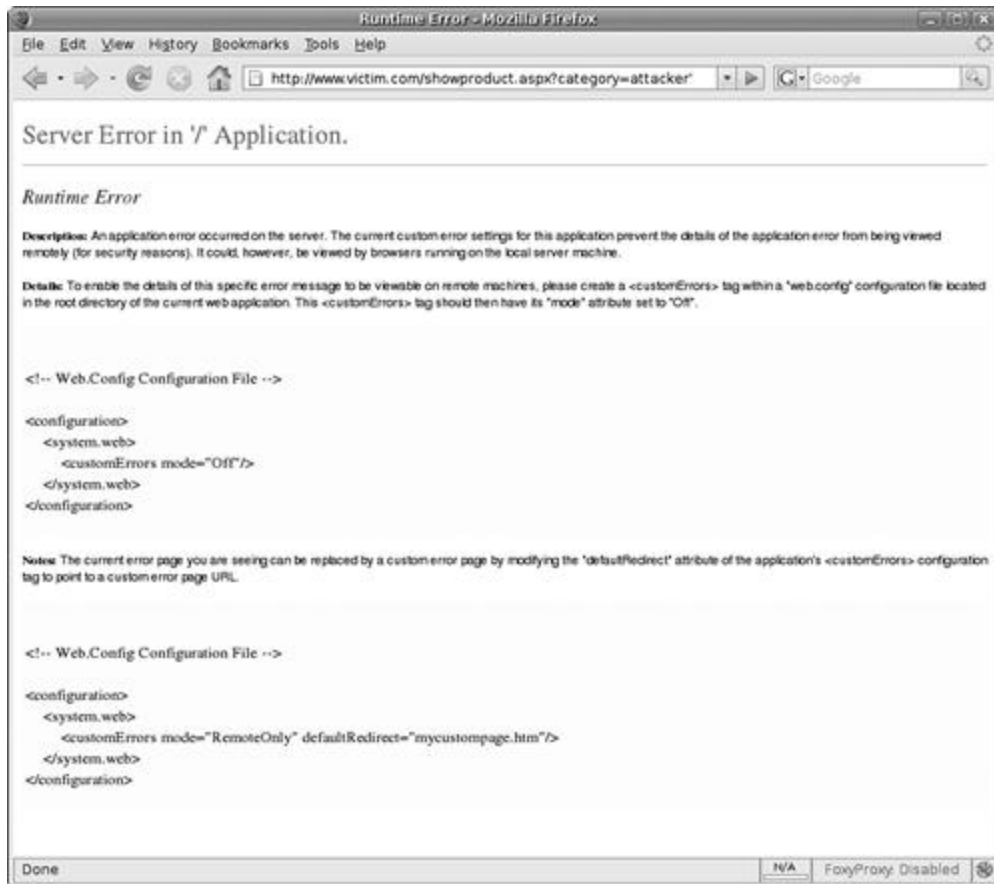 Runtime Error - Mozilla Firefox
File Edit View History Bookmarks Tools Help
http://www.victim.com/showproduct.aspx?category=attacker'
G Google
Server Error in '/' Application.
Runtime Error
Description: An application error occurred on the server. The current custom error settings for this application prevent the details of the application error from being viewed
remotely (for security reasons). It could, however, be viewed by browsers running on the local server machine.
Details: To enable the details of this specific error message to be viewable on remote machines, please create a <customErrors> tag within a "web.config" configuration file located
in the root directory of the current web application. This <customErrors> tag should then have its "mode" attribute set to "Off".
<!-- Web.Config Configuration File -->
<configuration>
<system.web>
<customErrors mode="Off"/>
</system.web>
</configuration>
Notes: The current error page you are seeing can be replaced by a custom error page by modifying the "defaultRedirect" attribute of the application's <customErrors> configuration
tag to point to a custom error page URL.
<!-- Web.Config Configuration File -->
<configuration>
<system.web>
<customErrors mode="RemoteOnly" defaultRedirect="mycustompage.htm"/>
</system.web>
</configuration>
Done N/A FoxyProxy: Disabled